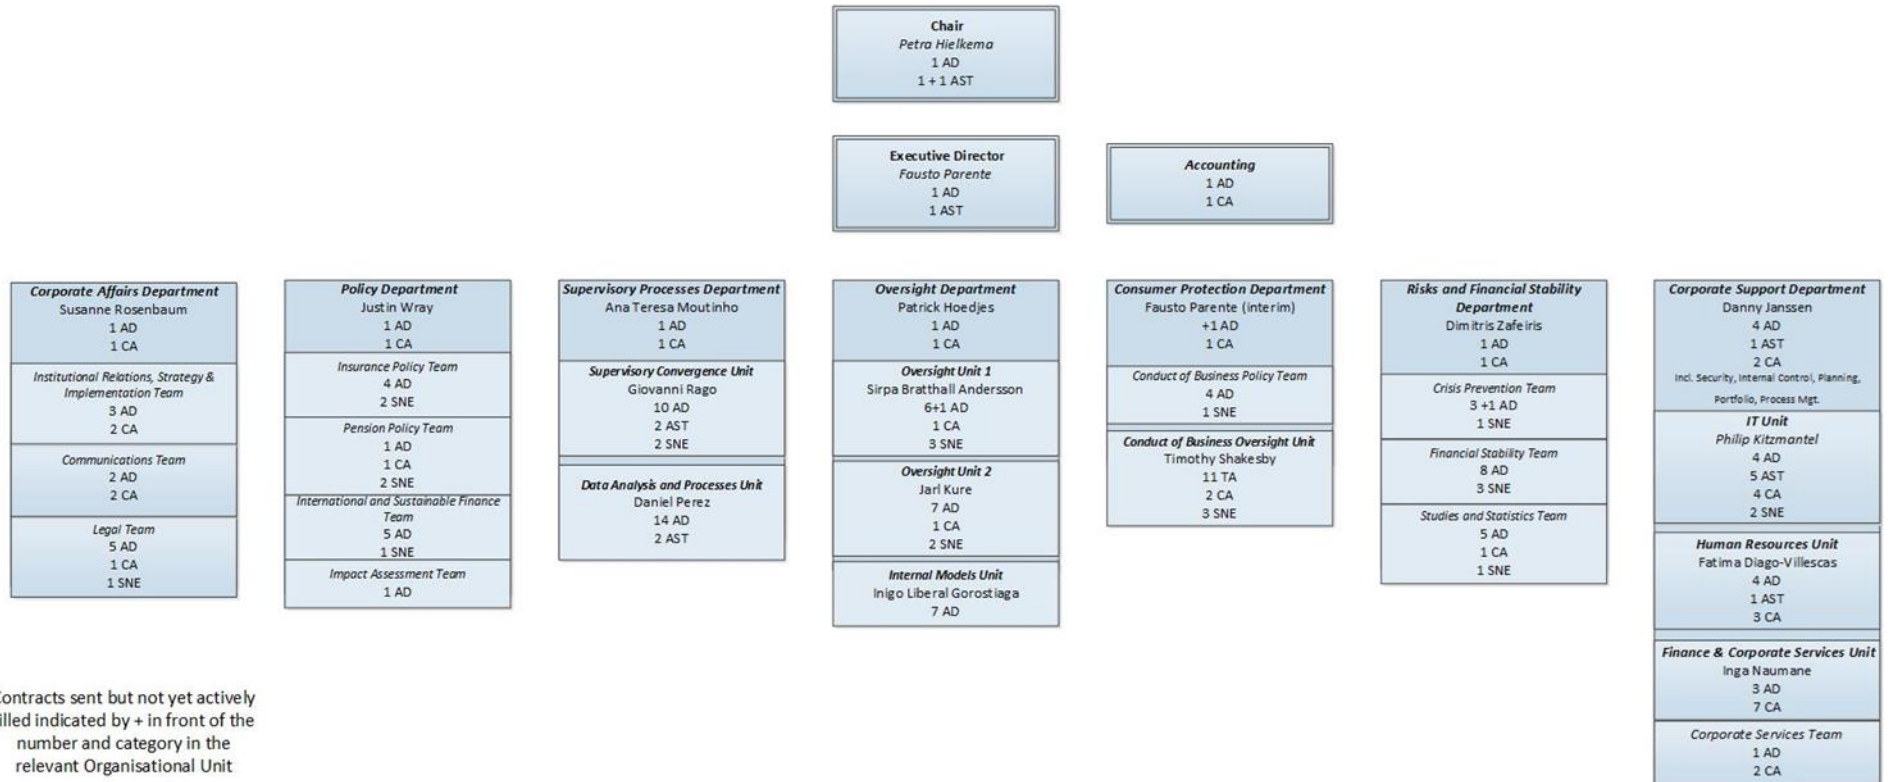 Chair
Petra Hielkema
1 AD
1 + 1 AST
Executive Director
Fausto Parente
1 AD
1 AST
Accounting
1 AD
1 CA
Corporate Affairs Department
Susanne Rosenbaum
1 AD
1 CA
Institutional Relations, Strategy &
Implementation Team
3 AD
2 CA
Communications Team
2 AD
2 CA
Legal Team
5 AD
1 CA
1 SNE
Policy Department
Justin Wray
1 AD
1 CA
Insurance Policy Team
4 AD
2 SNE
Pension Policy Team
1 AD
1 CA
2 SNE
International and Sustainable Finance
Team
5 AD
1 SNE
Impact Assessment Team
1 AD
Supervisory Processes Department
Ana Teresa Moutinho
1 AD
1 CA
Supervisory Convergence Unit
Giovanni Rago
10 AD
2 AST
2 SNE
Data Analysis and Processes Unit
Daniel Perez
14 AD
2 AST
Oversight Department
Patrick Hoedjes
1 AD
1 CA
Oversight Unit 1
Sirpa Bratthall Andersson
6+1 AD
1 CA
3 SNE
Oversight Unit 2
Jarl Kure
7 AD
1 CA
2 SNE
Internal Models Unit
Inigo Liberal Gorostiaga
7 AD
Consumer Protection Department
Fausto Parente (interim)
+1 AD
1 CA
Conduct of Business Policy Team
4 AD
1 SNE
Conduct of Business Oversight Unit
Timothy Shakesby
11 TA
2 CA
3 SNE
Risks and Financial Stability
Department
Dimitris Zafeiris
1 AD
1 CA
Crisis Prevention Team
3 +1 AD
1 SNE
Financial Stability Team
8 AD
3 SNE
Studies and Statistics Team
5 AD
1 CA
1 SNE
Corporate Support Department
Danny Janssen
4 AD
1 AST
2 CA
Incl. Security, Internal Control, Planning,
Portfolio, Process Mgt.
IT Unit
Philip Kitzmantel
4 AD
5 AST
4 CA
2 SNE
Human Resources Unit
Fatima Diago-Villescas
4 AD
1 AST
3 CA
Finance & Corporate Services Unit
Inga Naumane
3 AD
7 CA
Corporate Services Team
1 AD
2 CA
ontracts sent but not yet actively
illed indicated by + in front of the
number and category in the
relevant Organisational Unit